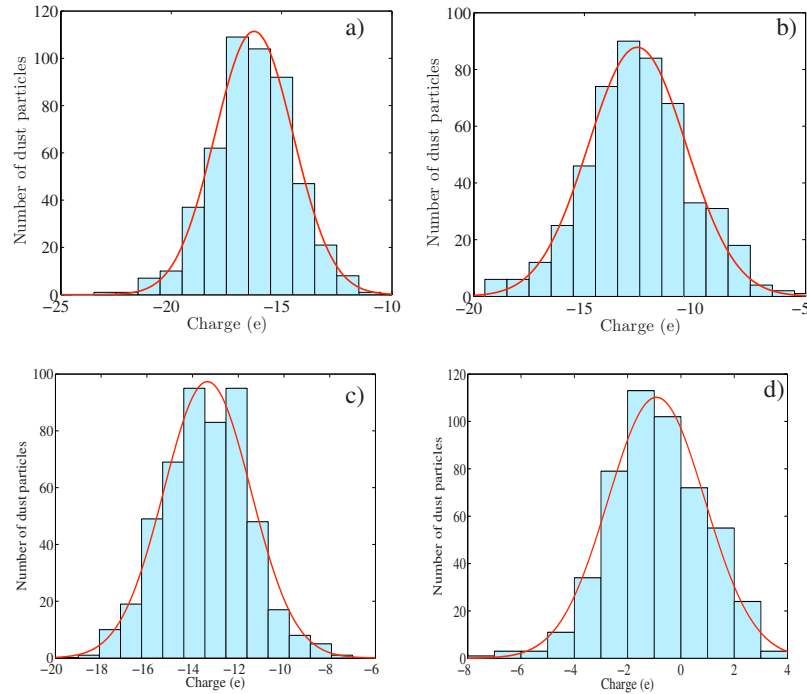 a)
120
100
80
60
40
20
0
Number of dust particles
−25 −20 −15 −10
Charge (e)
b)
100
80
60
40
20
0
Number of dust particles
−20 −15 −10 −5
Charge (e)
c)
100
80
60
40
20
0
Number of dust particles
−20 −18 −16 −14 −12 −10 −8 −6
Charge (e)
d)
120
100
80
60
40
20
0
Number of dust particles
−8 −6 −4 −2 0 2 4
Charge (e)